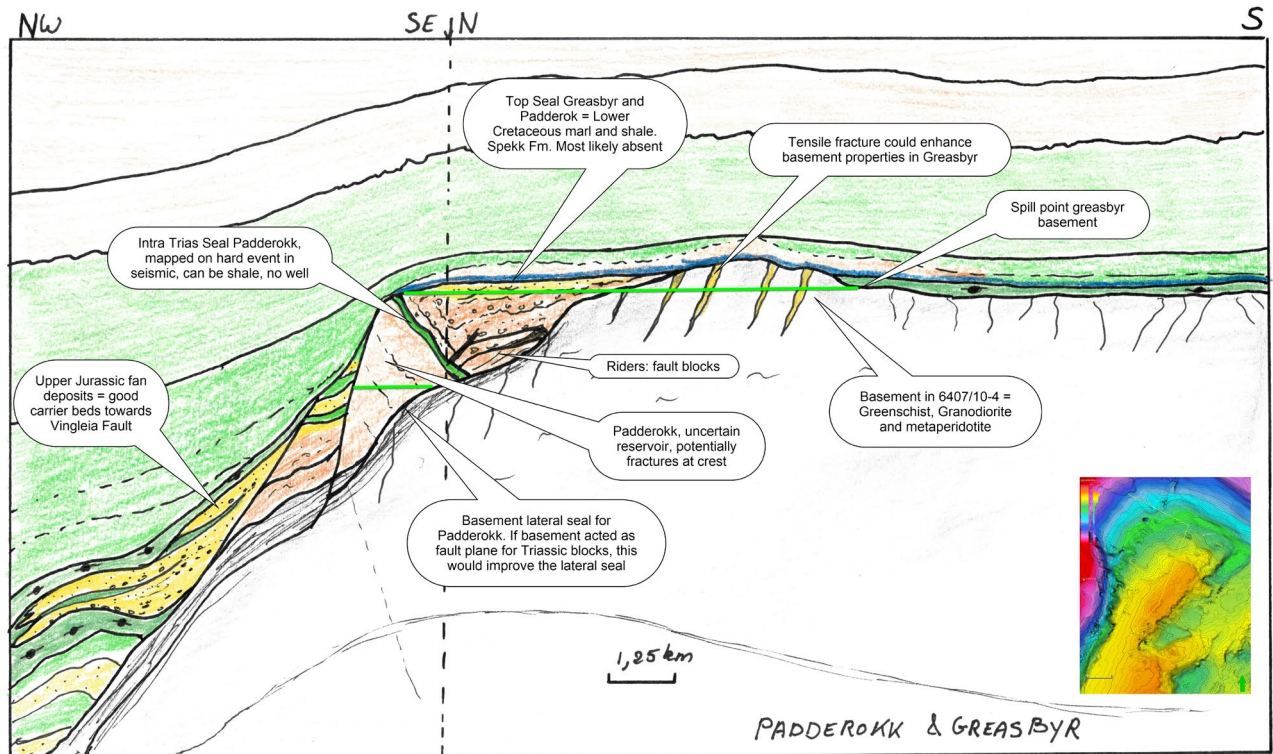 NW
SE N
S
Top Seal Greasbyr and
Padderok = Lower
Cretaceous marl and shale.
Spekk Fm. Most likely absent
Tensile fracture could enhance
basement properties in Greasbyr
Spill point greasbyr
basement
Intra Trias Seal Padderokk,
mapped on hard event in
seismic, can be shale, no well
Riders: fault blocks
Upper Jurassic fan
deposits = good
carrier beds towards
Vingleia Fault
Basement in 6407/10-4 =
Greenschist, Granodiorite
and metaperidotite
Padderokk, uncertain
reservoir, potentially
fractures at crest
Basement lateral seal for
Padderokk. If basement acted as
fault plane for Triassic blocks, this
would improve the lateral seal
1,25km
PADDEROKK & GREASBYR